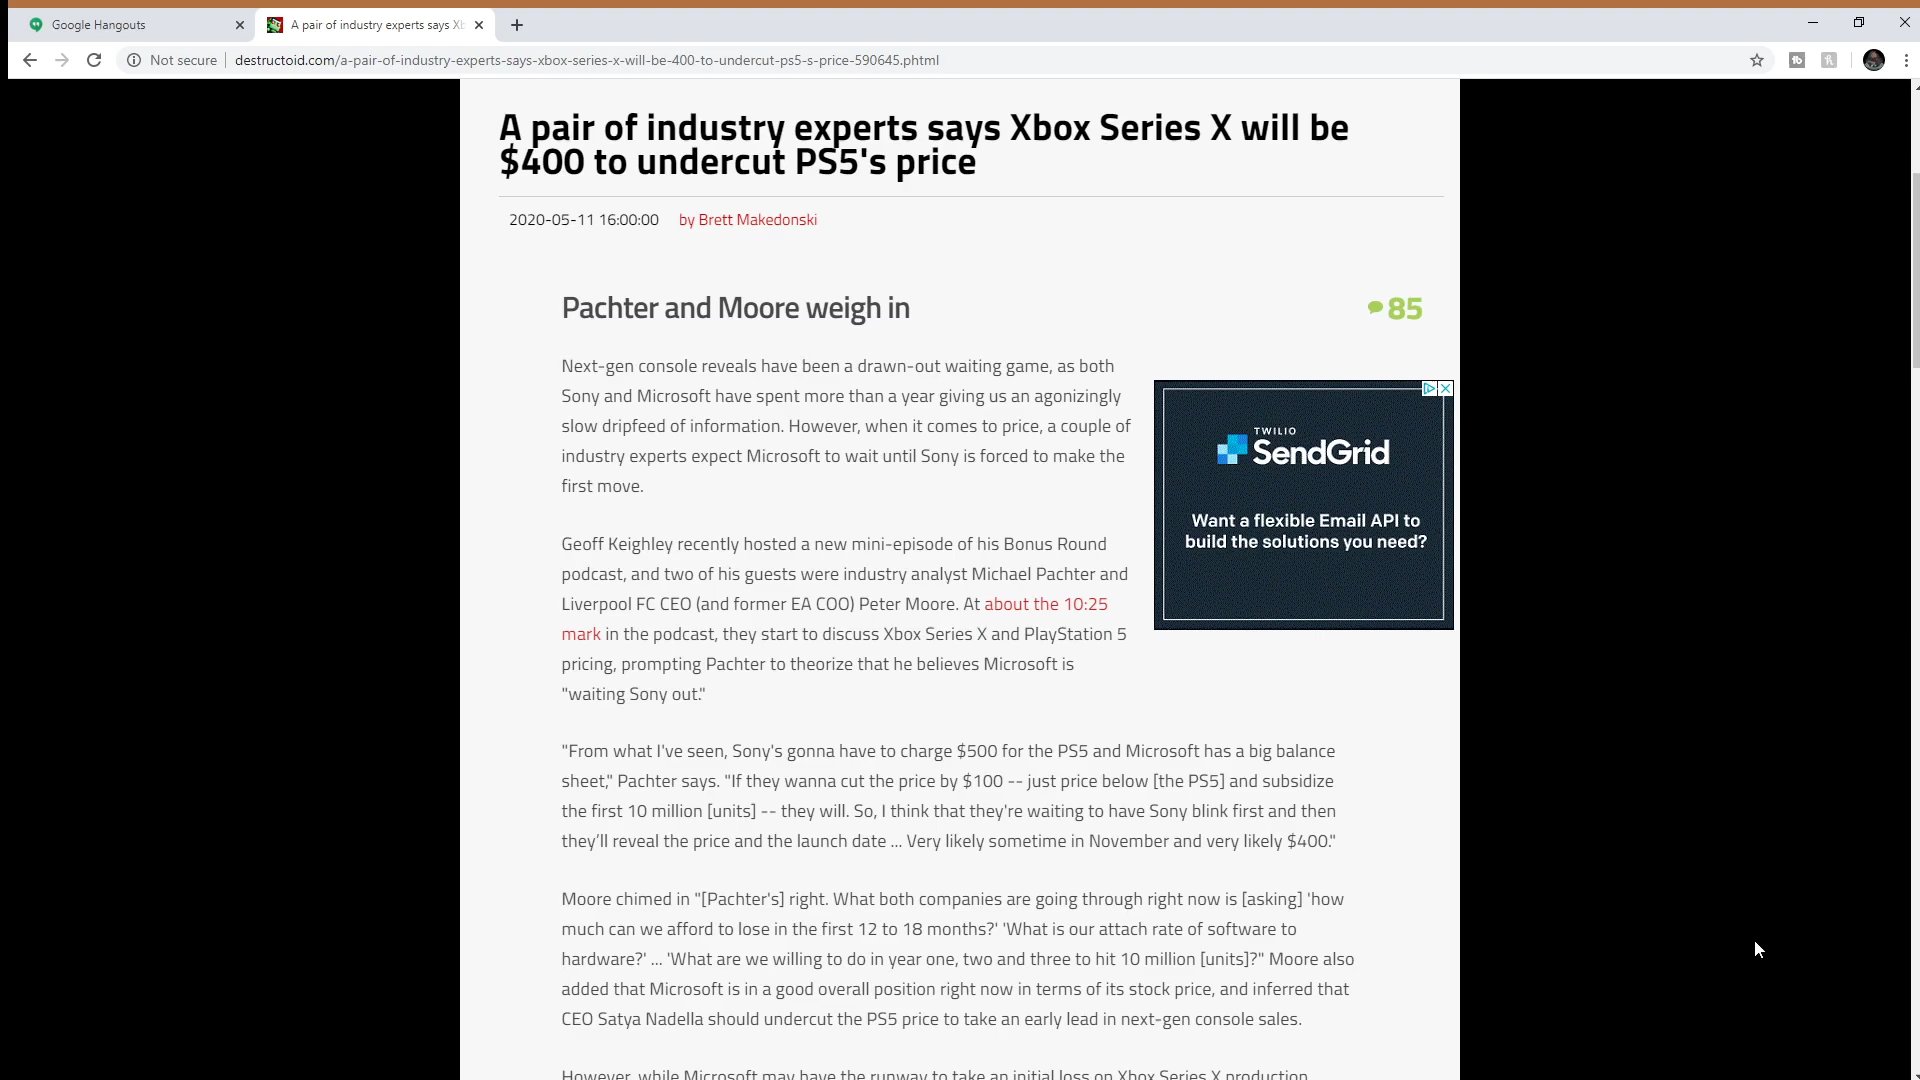 Google Hangouts
A pair of industry experts says Xb
Not secure
destructoid.com/a-pair-of-industry-experts-says-xbox-series-x-will-be-400-to-undercut-ps5-s-price-590645.phtml
A pair of industry experts says Xbox Series X will be
$400 to undercut PS5's price
2020-05-11 16:00:00 by Brett Makedonski
Pachter and Moore weigh in
85
Next-gen console reveals have been a drawn-out waiting game, as both
Sony and Microsoft have spent more than a year giving us an agonizingly
slow dripfeed of information. However, when it comes to price, a couple of
industry experts expect Microsoft to wait until Sony is forced to make the
first move.
TWILIO
SendGrid
Want a flexible Email API to
build the solutions you need?
Geoff Keighley recently hosted a new mini-episode of his Bonus Round
podcast, and two of his guests were industry analyst Michael Pachter and
Liverpool FC CEO (and former EA COO) Peter Moore. At about the 10:25
mark in the podcast, they start to discuss Xbox Series X and PlayStation 5
pricing, prompting Pachter to theorize that he believes Microsoft is
"waiting Sony out."
"From what I've seen, Sony's gonna have to charge $500 for the PS5 and Microsoft has a big balance
sheet," Pachter says. "If they wanna cut the price by $100 -- just price below [the PS5] and subsidize
the first 10 million [units] -- they will. So, I think that they're waiting to have Sony blink first and then
they’ll reveal the price and the launch date ... Very likely sometime in November and very likely $400."
Moore chimed in "[Pachter's] right. What both companies are going through right now is [asking] 'how
much can we afford to lose in the first 12 to 18 months?' 'What is our attach rate of software to
hardware?' ... 'What are we willing to do in year one, two and three to hit 10 million [units]?" Moore also
added that Microsoft is in a good overall position right now in terms of its stock price, and inferred that
CEO Satya Nadella should undercut the PS5 price to take an early lead in next-gen console sales.
However, while Microsoft may have the runway to take an initial loss on Xbox Series X production,